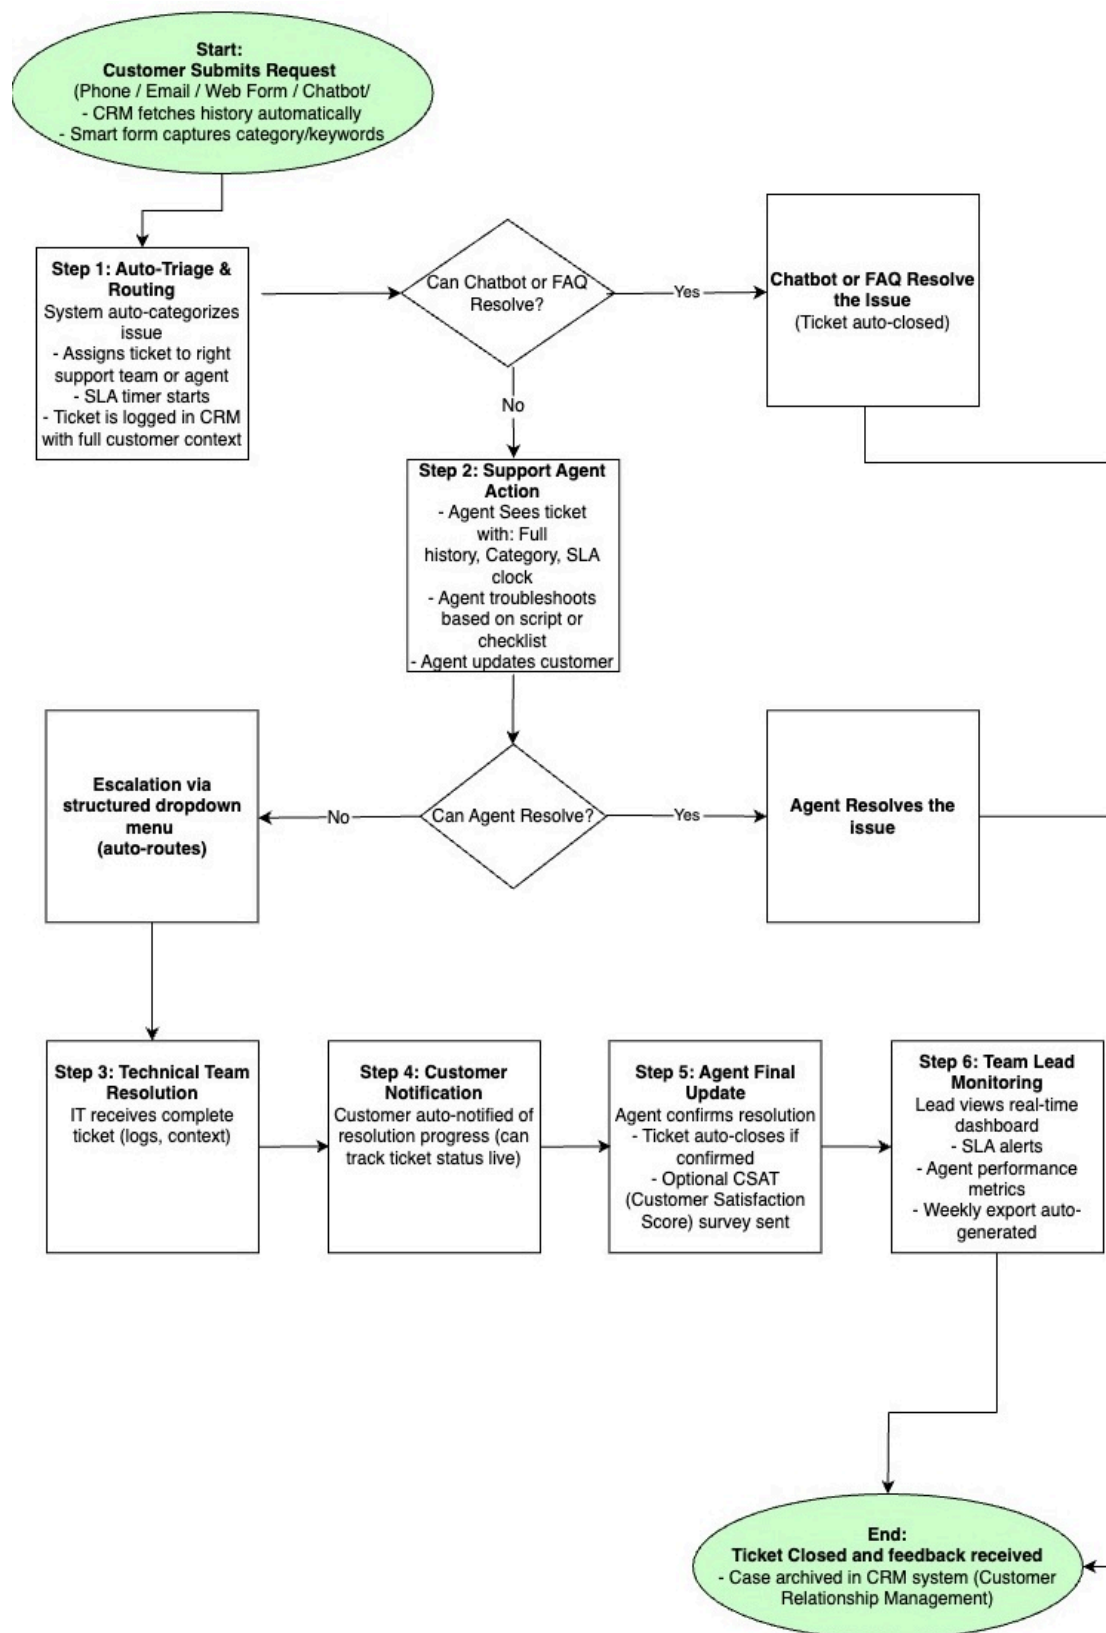 Start:
Customer Submits Request
(Phone / Email / Web Form / Chatbot/
- CRM fetches history automatically
- Smart form captures category/keywords
Step 1: Auto-Triage &
Routing
System auto-categorizes
issue
- Assigns ticket to right
support team or agent
- SLA timer starts
- Ticket is logged in CRM
with full customer context
Can Chatbot or FAQ
Resolve?
Yes
Chatbot or FAQ Resolve
the Issue
(Ticket auto-closed)
No
Step 2: Support Agent
Action
- Agent Sees ticket
with: Full
history, Category, SLA
clock
- Agent troubleshoots
based on script or
checklist
- Agent updates customer
Escalation via
structured dropdown
menu
(auto-routes)
No
Can Agent Resolve?
Yes
Agent Resolves the
issue
Step 3: Technical Team
Resolution
IT receives complete
ticket (logs, context)
Step 4: Customer
Notification
Customer auto-notified of
resolution progress (can
track ticket status live)
Step 5: Agent Final
Update
Agent confirms resolution
- Ticket auto-closes if
confirmed
- Optional CSAT
(Customer Satisfaction
Score) survey sent
Step 6: Team Lead
Monitoring
Lead views real-time
dashboard
- SLA alerts
- Agent performance
metrics
- Weekly export auto-
generated
End:
Ticket Closed and feedback received
- Case archived in CRM system (Customer
Relationship Management)